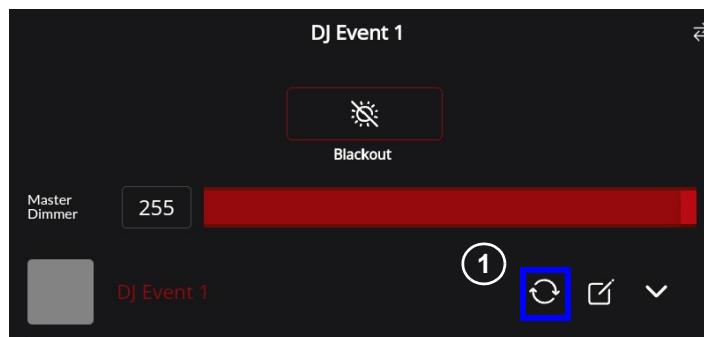 DJ Event 1
Blackout
Master
Dimmer
255
1
DJ Event 1